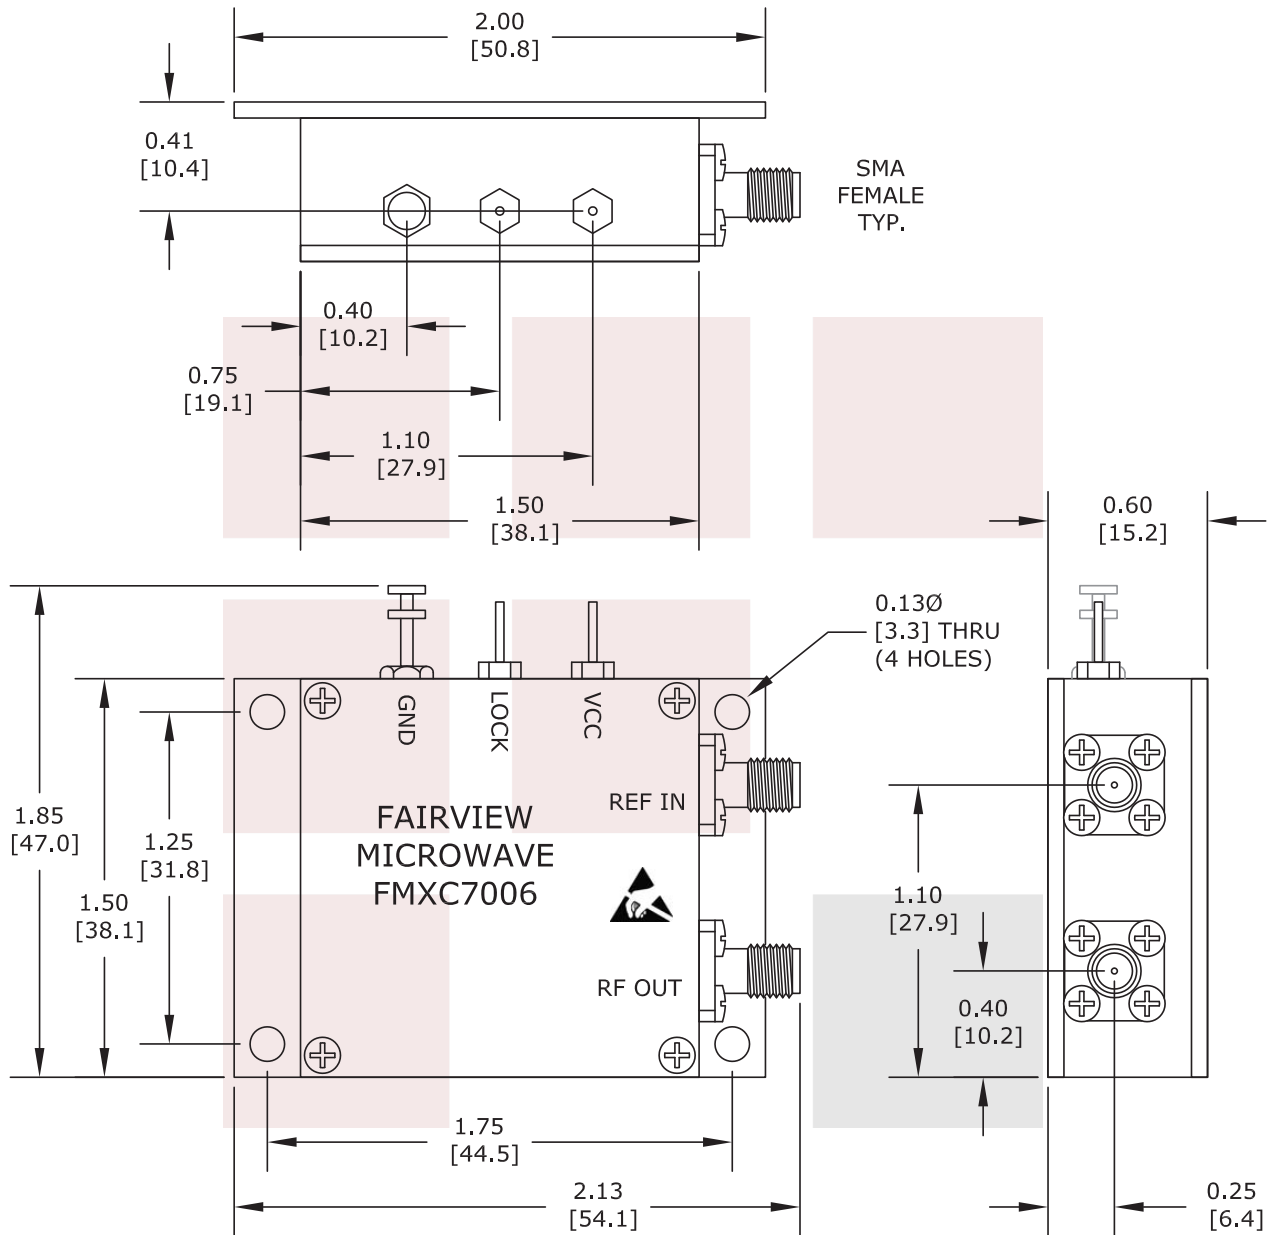 2.00
[50.8]
0.41
[10.4]
SMA
FEMALE
TYP.
0.40
[10.2]
0.75
[19.1]
1.10
[27.9]
1.50
[38.1]
0.60
[15.2]
0.13Ø
[3.3] THRU
(4 HOLES)
GND
LOCK
VCC
REF IN
1.85
[47.0]
1.25
[31.8]
FAIRVIEW
MICROWAVE
FMXC7006
1.50
[38.1]
1.10
[27.9]
RF OUT
0.40
[10.2]
1.75
[44.5]
2.13
[54.1]
0.25
[6.4]